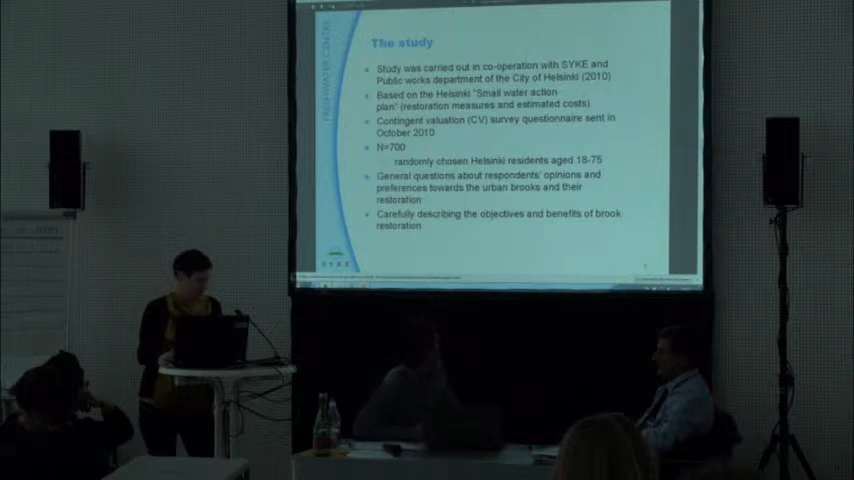 The study
Study was carried out in co-operation with SYKE and
Public works department of the City of Helsinki (2010)
Based on the Helsinki "Small water action
plan" (restoration measures and estimated costs)
Contingent valuation (CV) survey questionnaire sent in
October 2010
N=700
randomly chosen Helsinki residents aged 18-75
General questions about respondents' opinions and
preferences towards the urban brooks and their
restoration
Carefully describing the objectives and benefits of brook
restoration
FRESHWATER CENTRE
SYKE